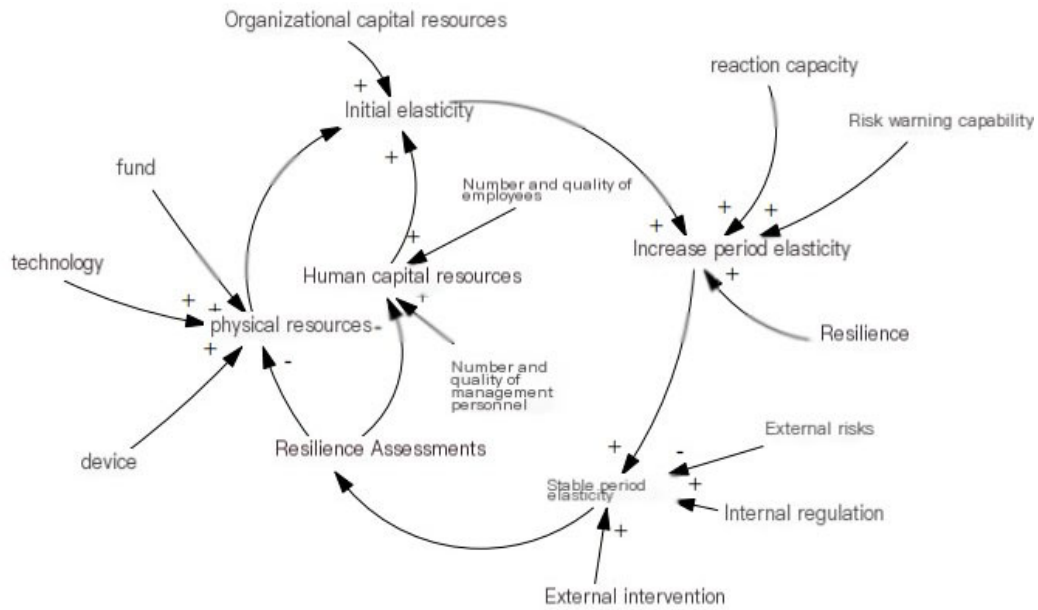 Organizational capital resources
reaction capacity
+
Initial elasticity
Risk warning capability
+
fund
Number and quality of
employees
+
+
+
+
Increase period elasticity
technology
Human capital resources
+
+
+
+
+
physical resources-
Resilience
+
-
Number and
quality of
management
personnel
External risks
Resilience Assessments
+
-
device
Stable period
elasticity
+
Internal regulation
+
External intervention